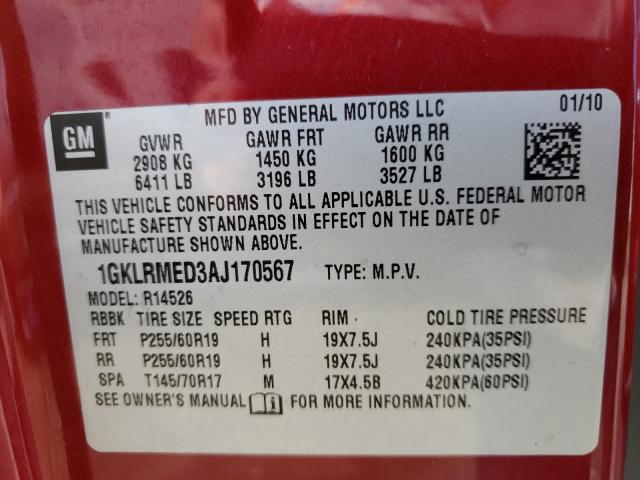 GM ®
MFD BY GENERAL MOTORS LLC 01/10
GVWR GAWR FRT GAWR RR
2908 KG 1450 KG 1600 KG
6411 LB 3196 LB 3527 LB
THIS VEHICLE CONFORMS TO ALL APPLICABLE U.S. FEDERAL MOTOR
VEHICLE SAFETY STANDARDS IN EFFECT ON THE DATE OF
MANUFACTURE SHOWN ABOVE.
1GKLRMED3AJ170567 TYPE: M.P.V.
MODEL: R14526
RBBK TIRE SIZE SPEED RTG RIM COLD TIRE PRESSURE
FRT P255/60R19 H 19X7.5J 240KPA(35PSI)
RR P255/60R19 H 19X7.5J 240KPA(35PSI)
SPA T145/70R17 M 17X4.5B 420KPA(60PSI)
SEE OWNER'S MANUAL FOR MORE INFORMATION.